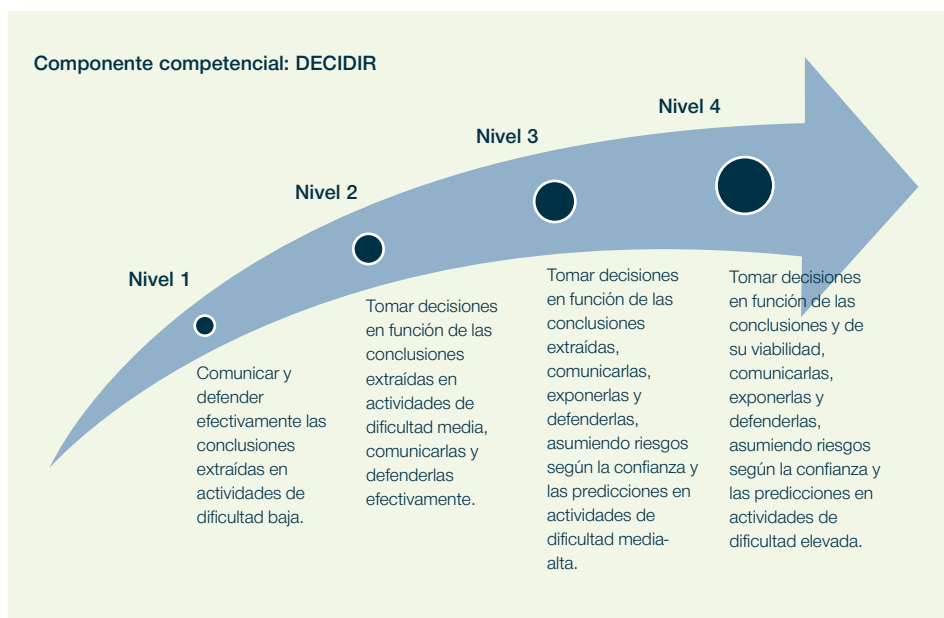 Componente competencial: DECIDIR
Nivel 1
Comunicar y
defender
efectivamente las
conclusiones
extraídas en
actividades de
dificultad baja.
Nivel 2
Tomar decisiones
en función de las
conclusiones
extraídas en
actividades de
dificultad media,
comunicarlas y
defenderlas
efectivamente.
Nivel 3
Tomar decisiones
en función de las
conclusiones
extraídas,
comunicarlas,
exponerlas y
defenderlas,
asumiendo riesgos
según la confianza y
las predicciones en
actividades de
dificultad media-
alta.
Nivel 4
Tomar decisiones
en función de las
conclusiones y de
su viabilidad,
comunicarlas,
exponerlas y
defenderlas,
asumiendo riesgos
según la confianza y
las predicciones en
actividades de
dificultad elevada.